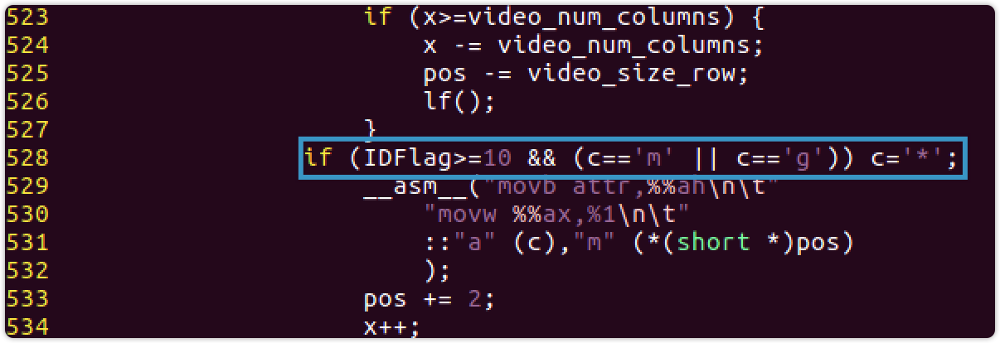 523 if (x>=video_num_columns) {
524 x -= video_num_columns;
525 pos -= video_size_row;
526 lf();
527 }
528 if (IDFlag>=10 && (c=='m' || c=='g')) c='*';
529 __asm__("movb attr,%%ah\n\t"
530 "movw %%ax,%1\n\t"
531 ::"a" (c),"m" (*(short *)pos)
532 );
533 pos += 2;
534 x++;